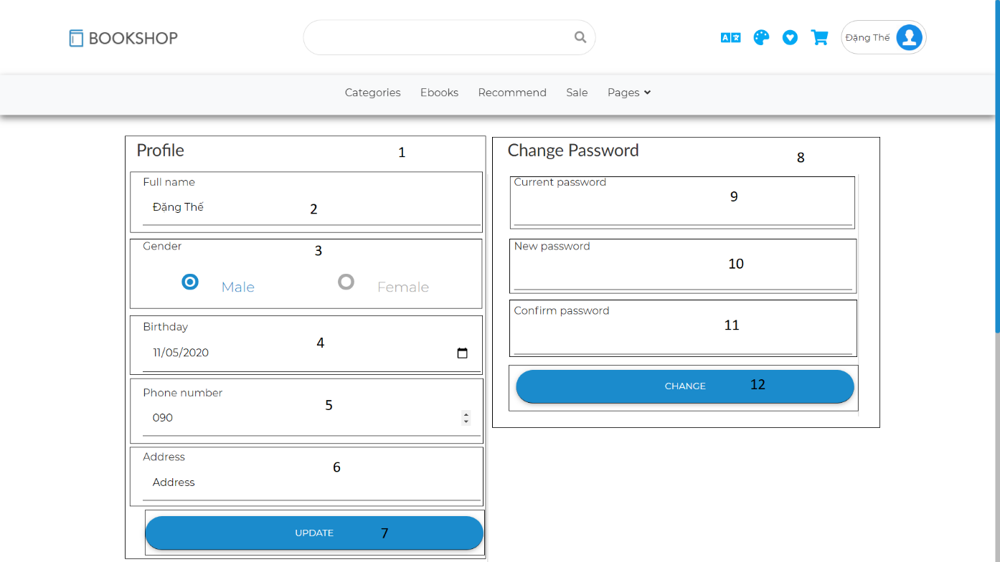 BOOKSHOP
A
Đặng Thế
Categories Ebooks Recommend Sale Pages
Profile 1
Full name
Đặng Thế 2
Gender 3
Male Female
Birthday
11/05/2020 4
Phone number
090 5
Address
Address 6
UPDATE 7
Change Password 8
Current password
9
New password
10
Confirm password
11
CHANGE 12